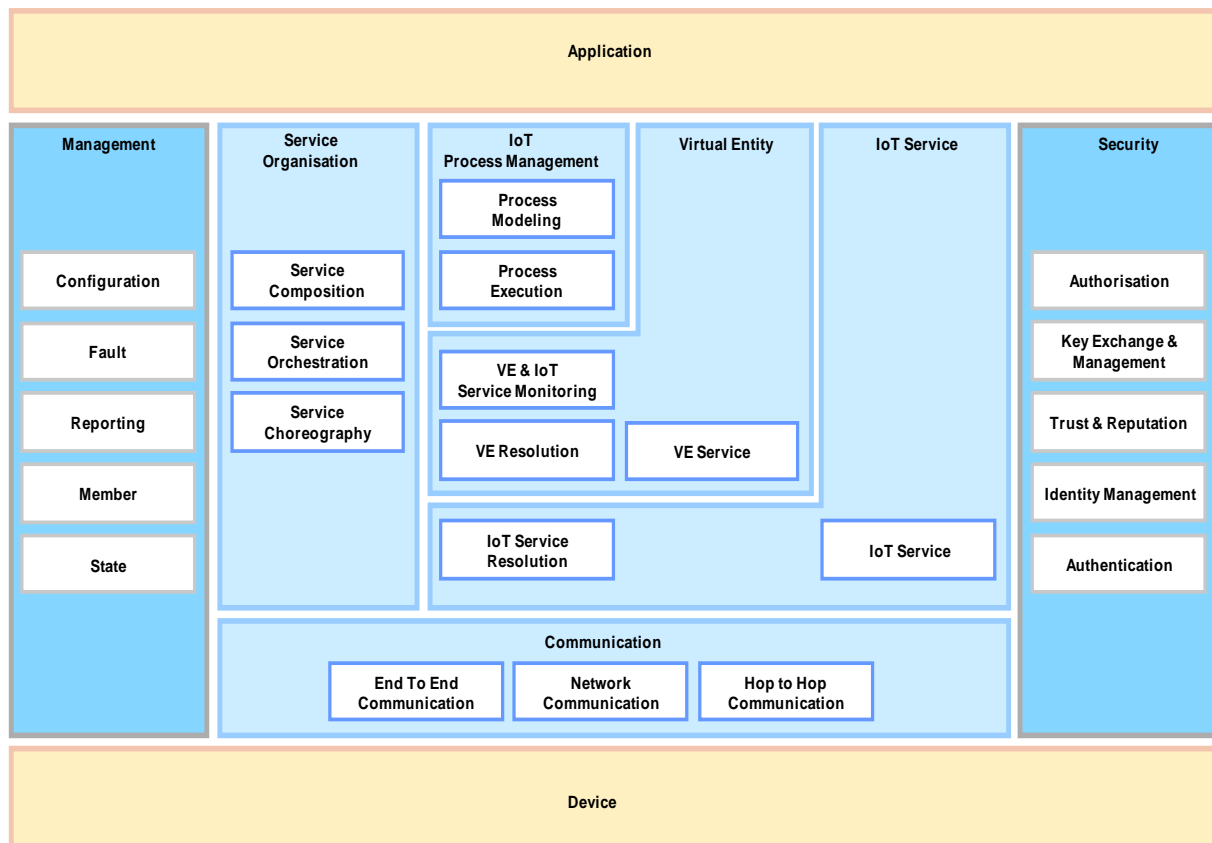 Application
Management
Configuration
Fault
Reporting
Member
State
Service
Organisation
Service
Composition
Service
Orchestration
Service
Choreography
IoT
Process Management
Process
Modeling
Process
Execution
Virtual Entity
VE & IoT
Service Monitoring
VE Resolution
VE Service
IoT Service
IoT Service
Resolution
IoT Service
Security
Authorisation
Key Exchange &
Management
Trust & Reputation
Identity Management
Authentication
Communication
End To End
Communication
Network
Communication
Hop to Hop
Communication
Device